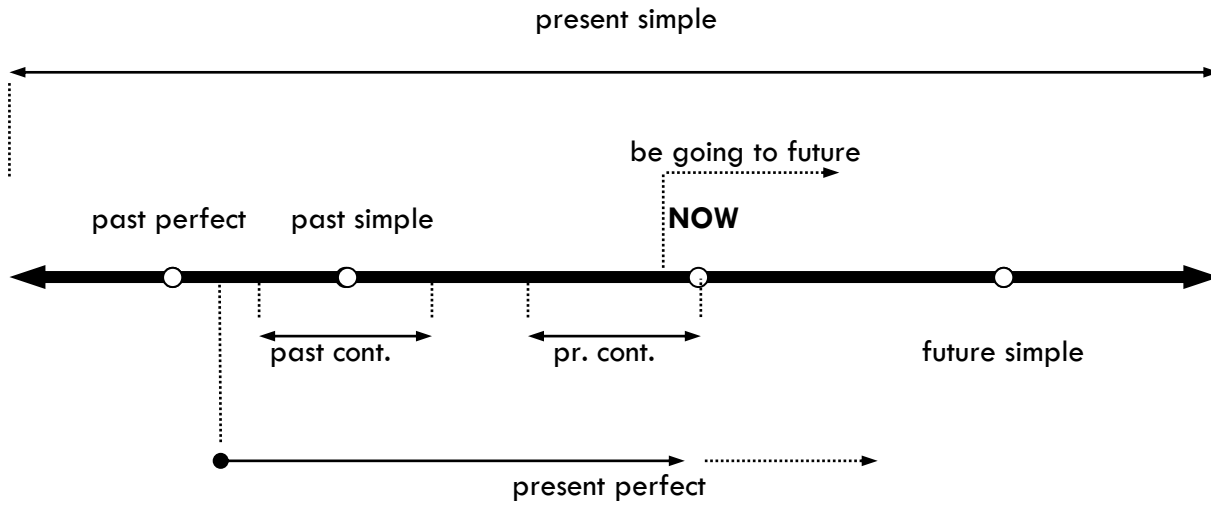 present simple
be going to future
past perfect past simple NOW
past cont. pr. cont. future simple
present perfect